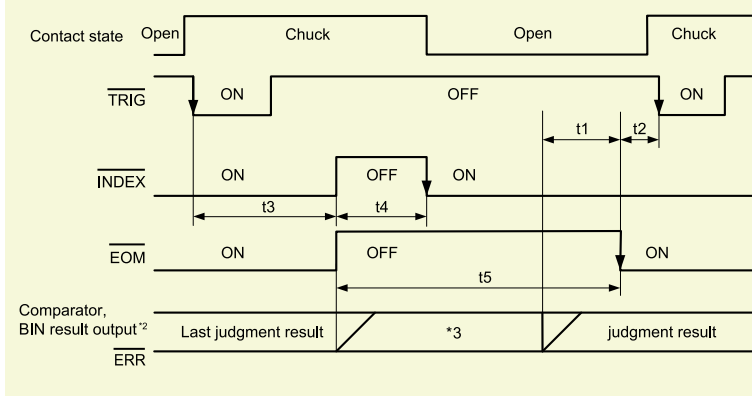 Contact state Open Chuck Open Chuck
TRIG ON OFF ON
t1 t2
INDEX ON OFF ON
t3 t4
EOM ON OFF ON
t5
Comparator,
BIN result output*2 Last judgment result *3 judgment result
ERR